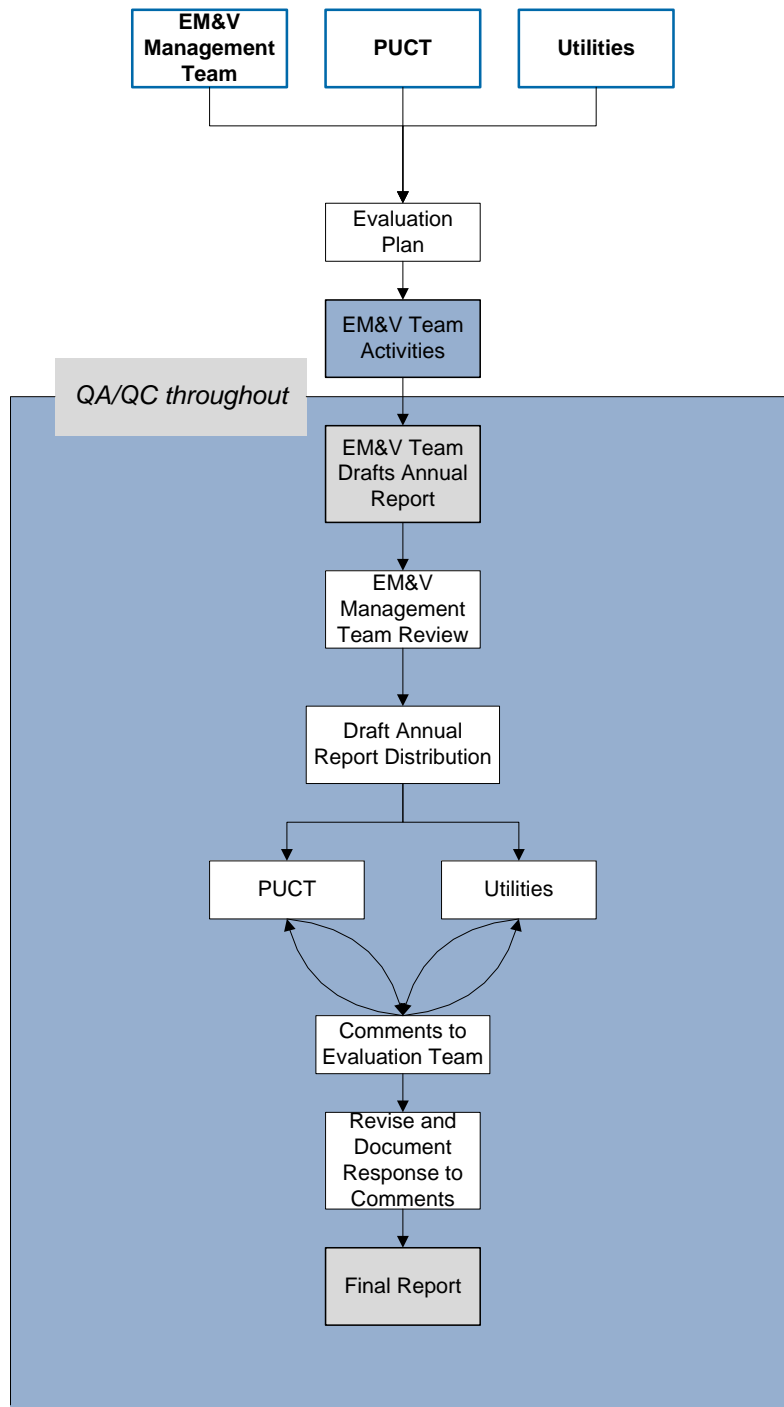 EM&V
Management
Team
PUCT
Utilities
Evaluation
Plan
EM&V Team
Activities
QA/QC throughout
EM&V Team
Drafts Annual
Report
EM&V
Management
Team Review
Draft Annual
Report Distribution
PUCT
Utilities
Comments to
Evaluation Team
Revise and
Document
Response to
Comments
Final Report